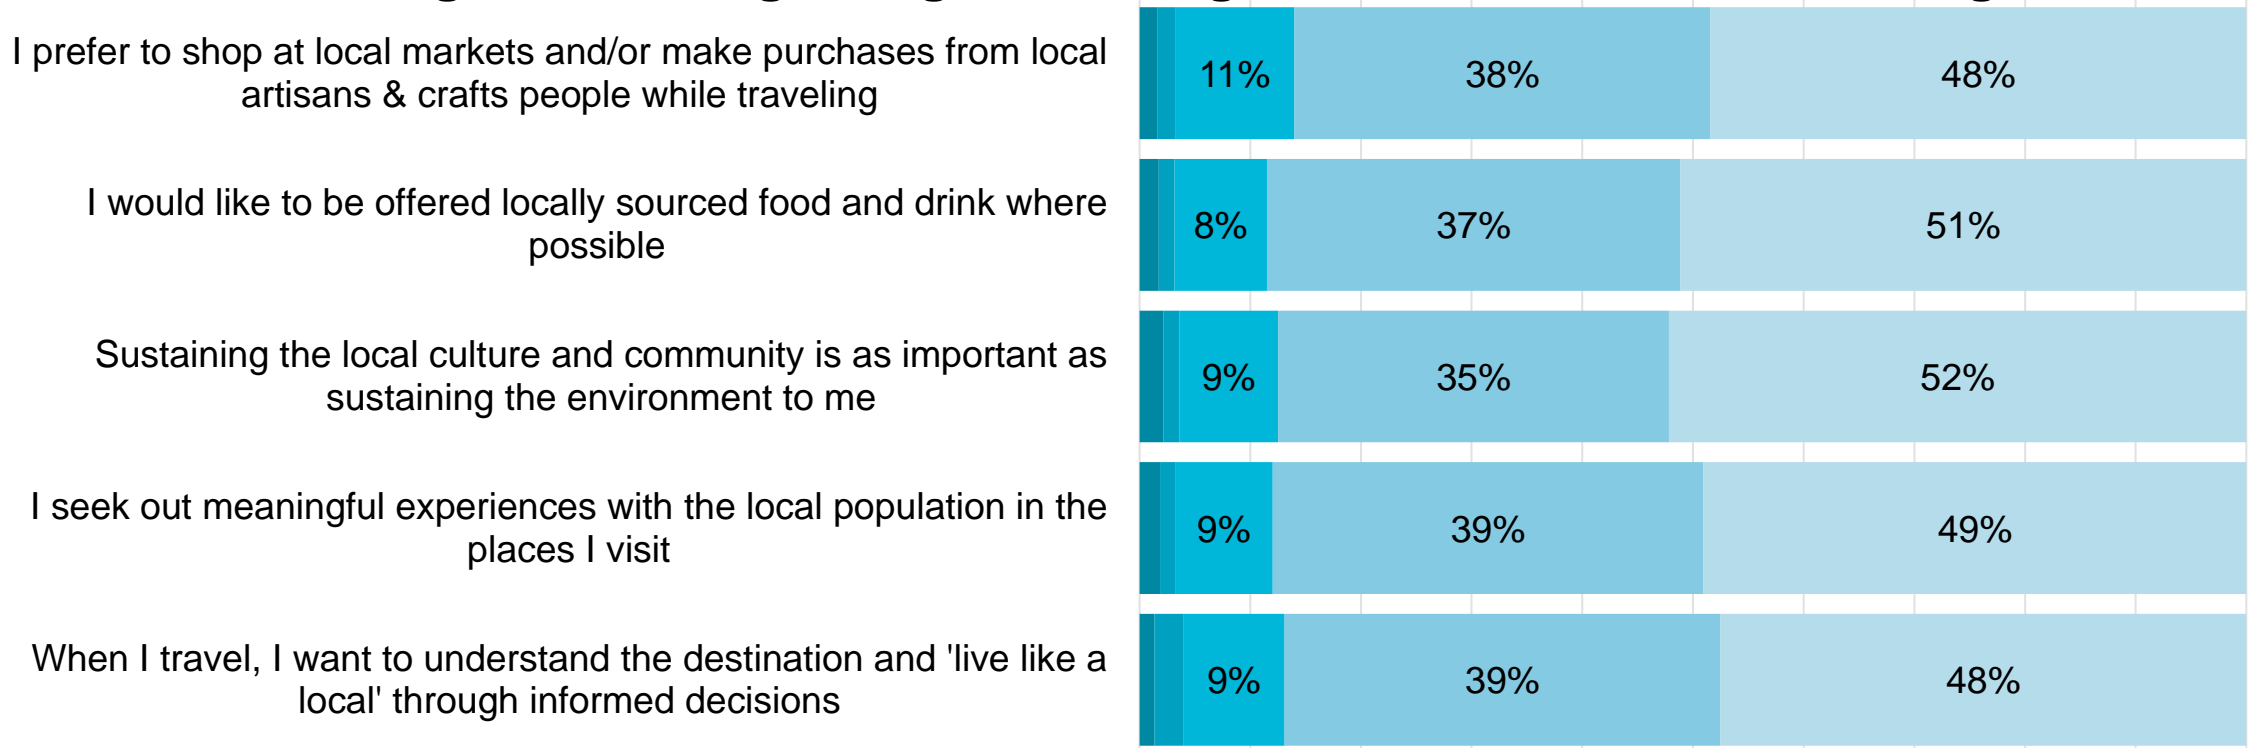 I prefer to shop at local markets and/or make purchases from local
artisans & crafts people while traveling
11%
38%
48%
I would like to be offered locally sourced food and drink where
possible
8%
37%
51%
Sustaining the local culture and community is as important as
sustaining the environment to me
9%
35%
52%
I seek out meaningful experiences with the local population in the
places I visit
9%
39%
49%
When I travel, I want to understand the destination and 'live like a
local' through informed decisions
9%
39%
48%